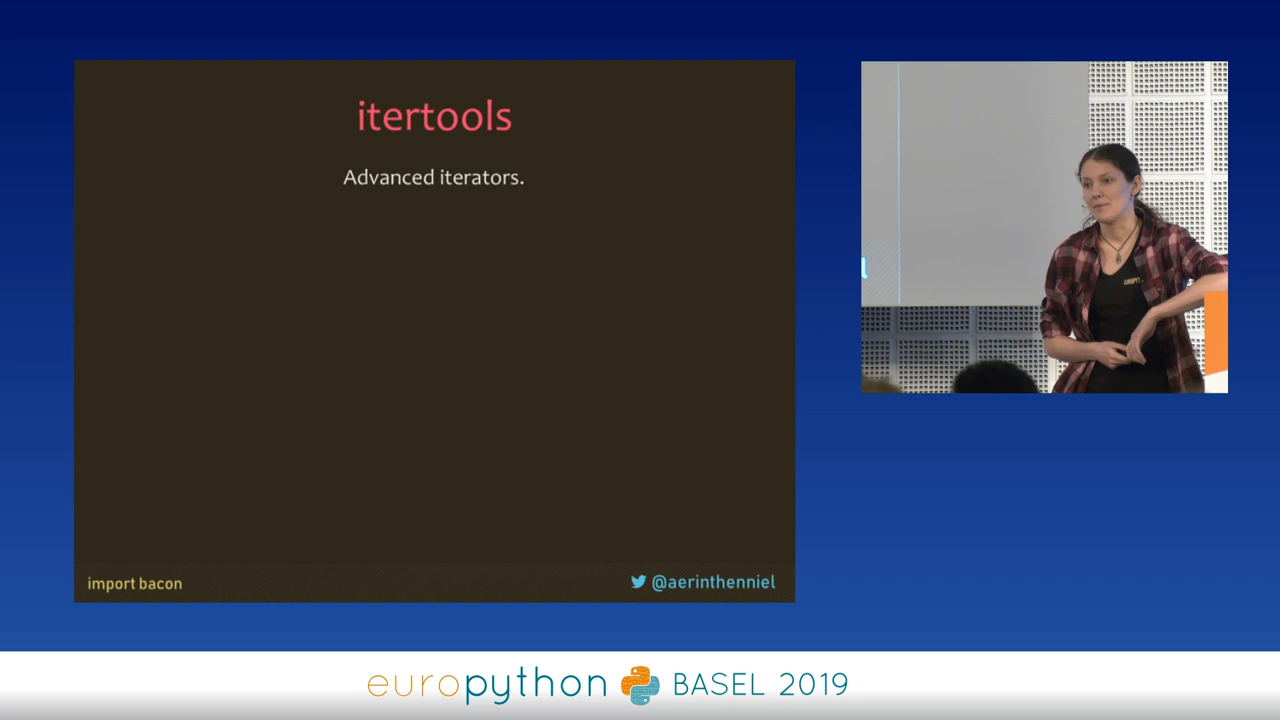 itertools
Advanced iterators.
import bacon
@aerinthenniel
europython BASEL 2019